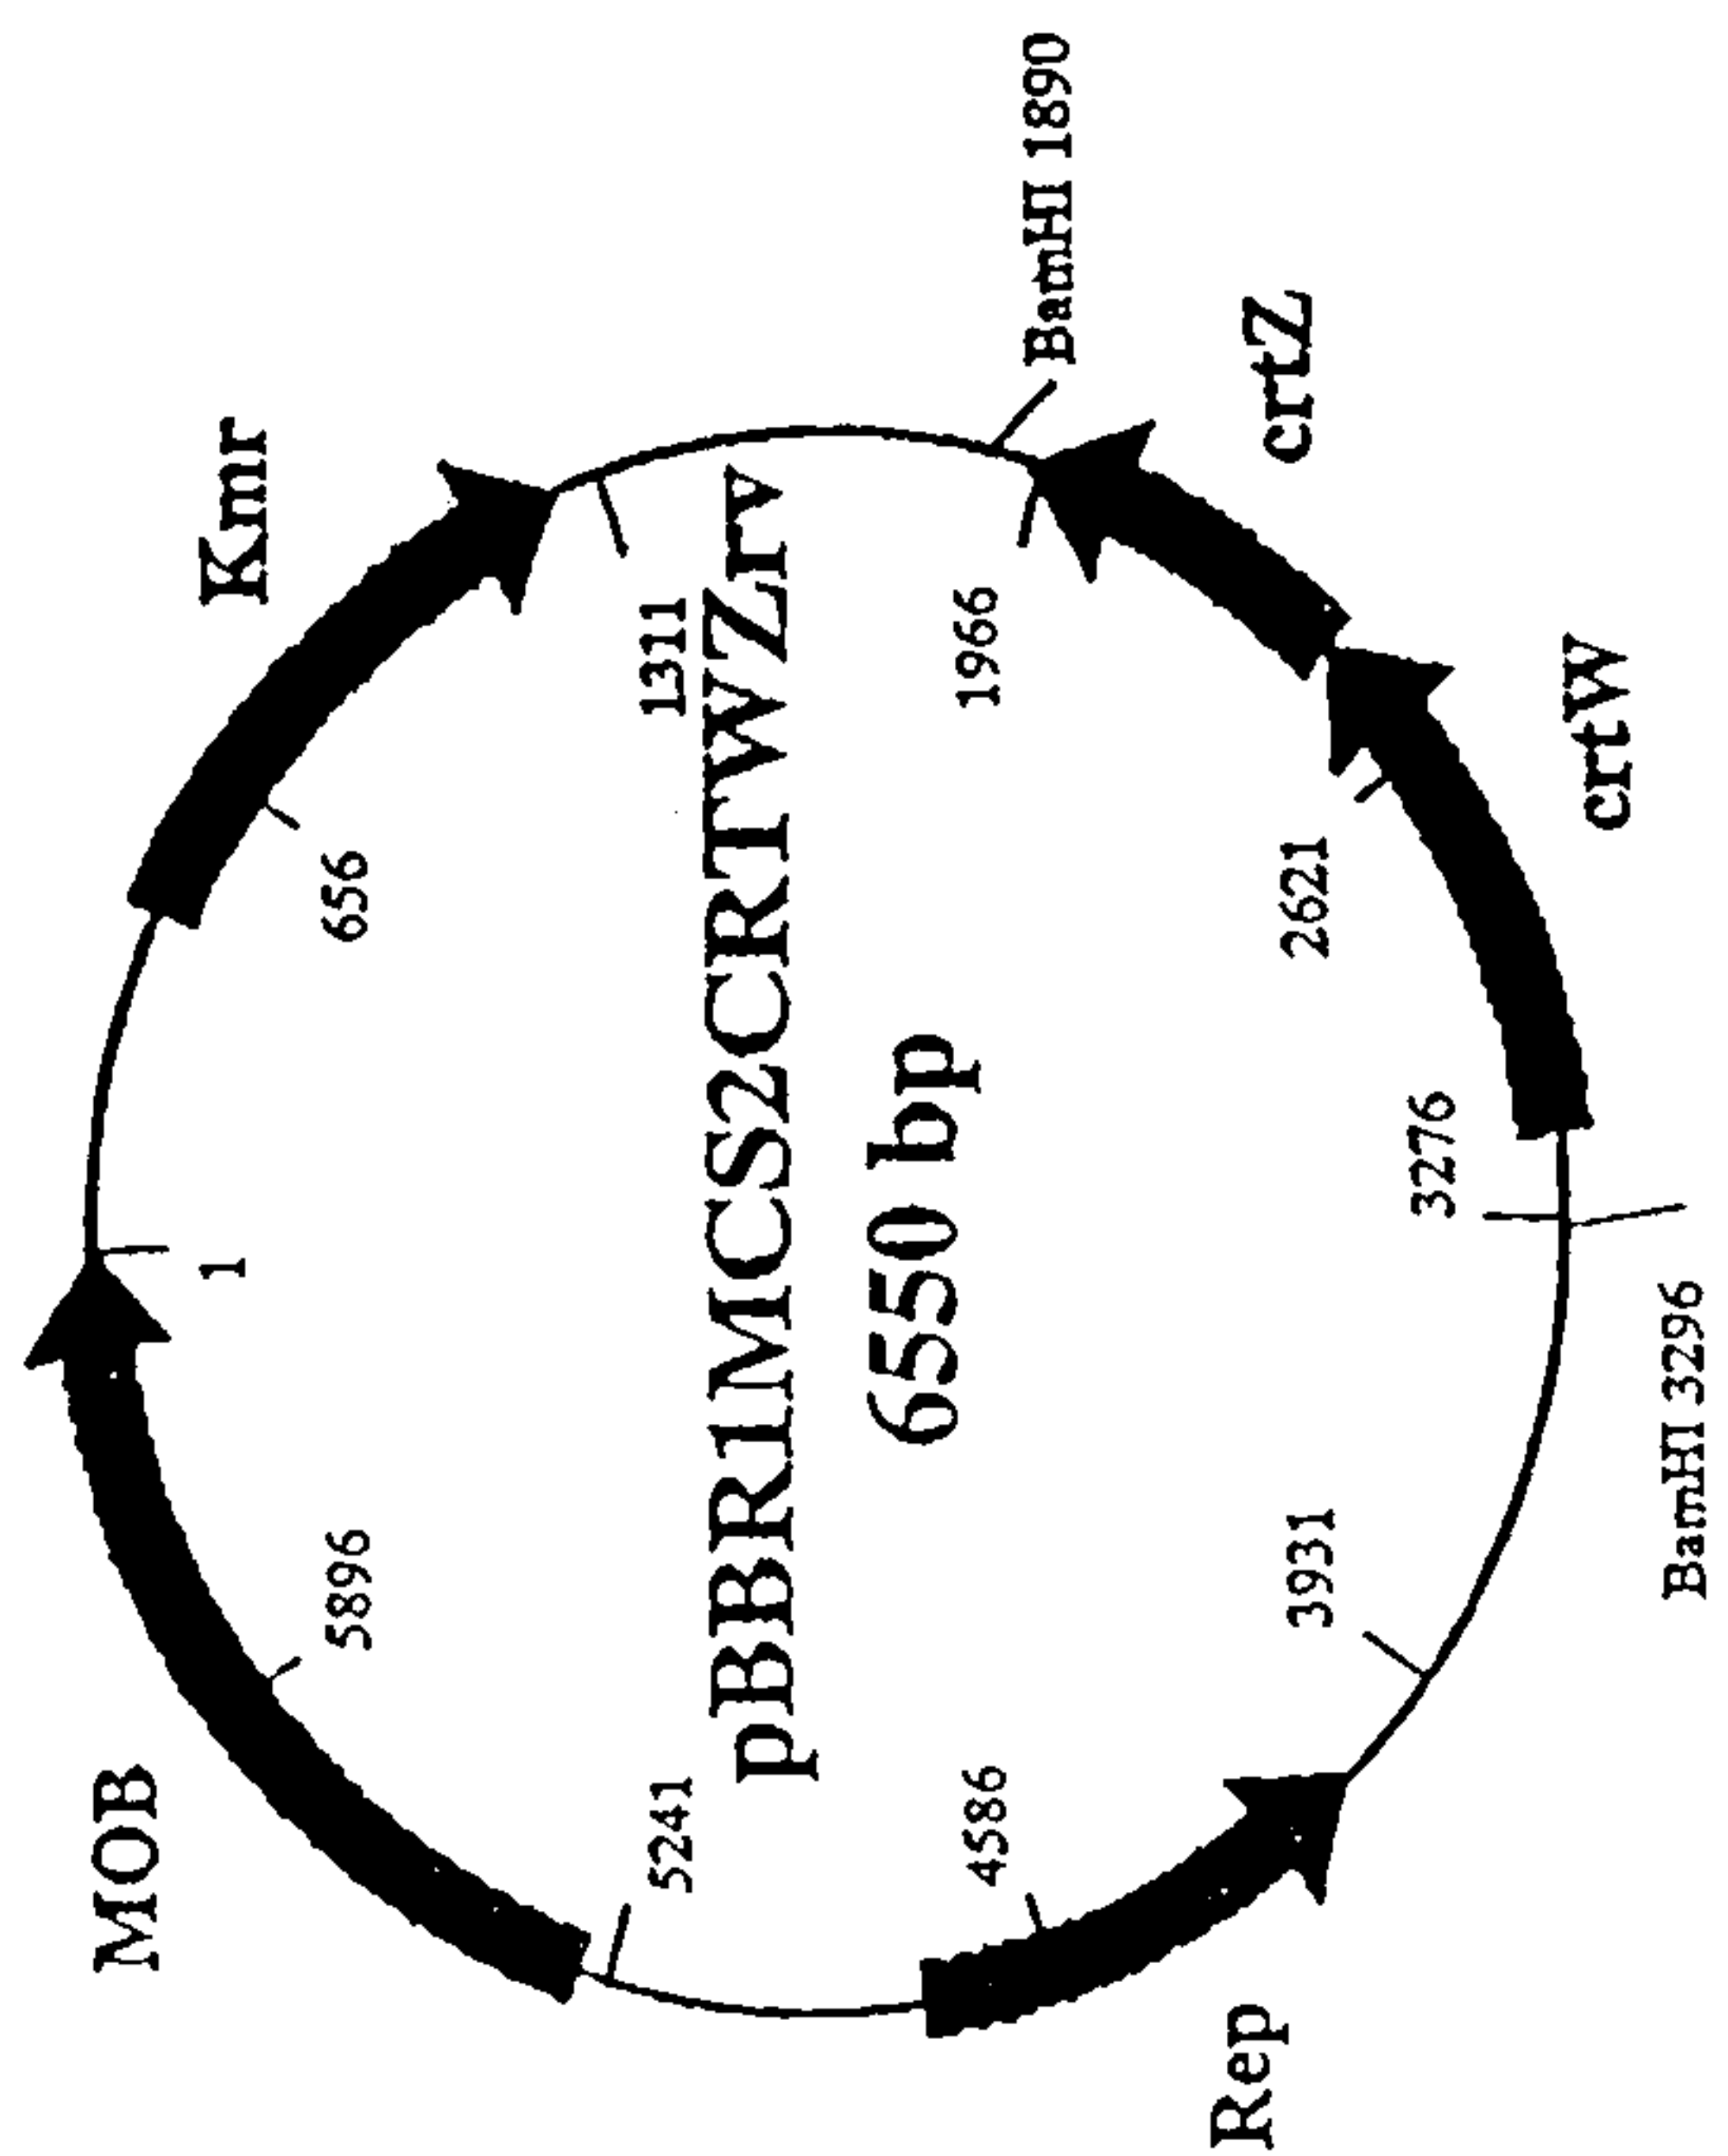 MOB
Kmr
1
5896
656
5241
1311
pBBR1MCS2CRTWZrv
6550 bp
4586
1966
BamHI 1890
Rep
crtZ
3931
2621
3276
crtW
BamHI 3296